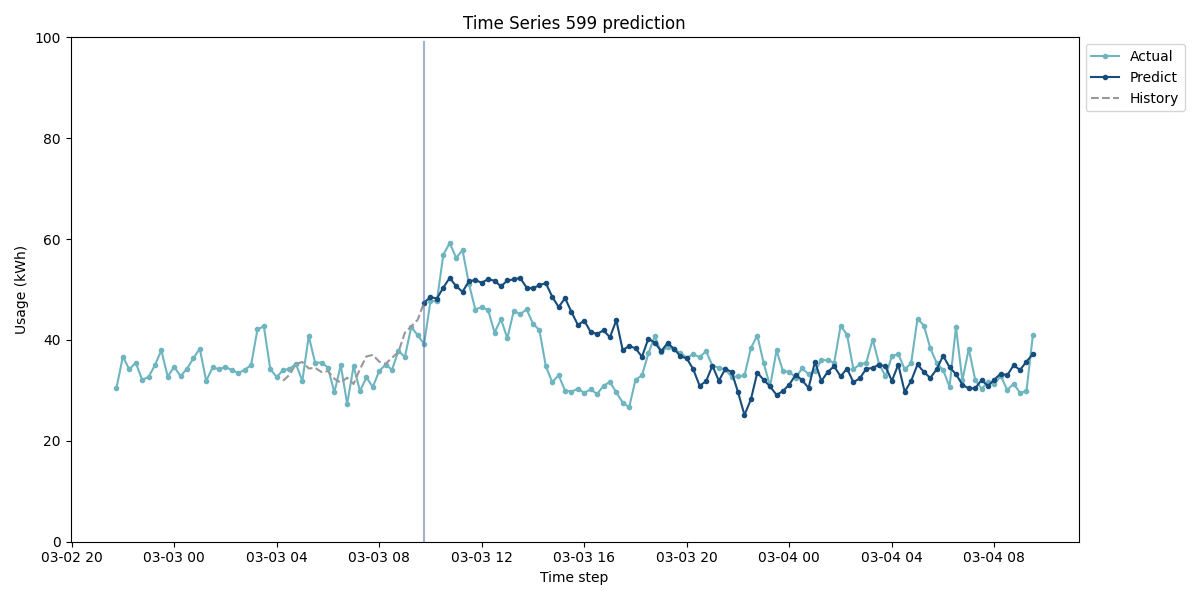 Time Series 599 prediction
Usage (kWh)
100
80
60
40
20
0
03-02 20
03-03 00
03-03 04
03-03 08
03-03 12
03-03 16
03-03 20
03-04 00
03-04 04
03-04 08
Time step
Actual
Predict
History